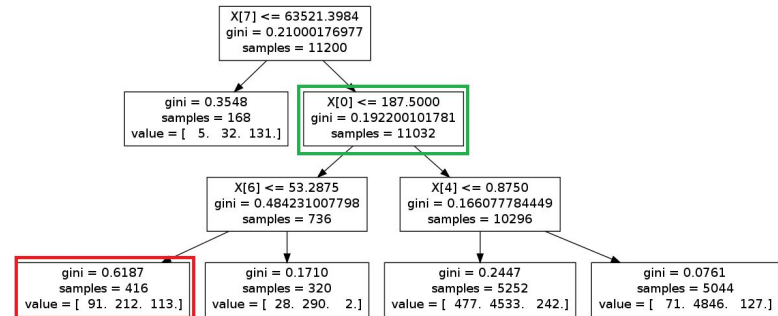 X[7] <= 63521.3984
gini = 0.21000176977
samples = 11200
gini = 0.3548
samples = 168
value = [ 5. 32. 131.]
X[0] <= 187.5000
gini = 0.192200101781
samples = 11032
X[6] <= 53.2875
gini = 0.484231007798
samples = 736
X[4] <= 0.8750
gini = 0.166077784449
samples = 10296
gini = 0.6187
samples = 416
value = [ 91. 212. 113.]
gini = 0.1710
samples = 320
value = [ 28. 290. 2.]
gini = 0.2447
samples = 5252
value = [ 477. 4533. 242.]
gini = 0.0761
samples = 5044
value = [ 71. 4846. 127.]